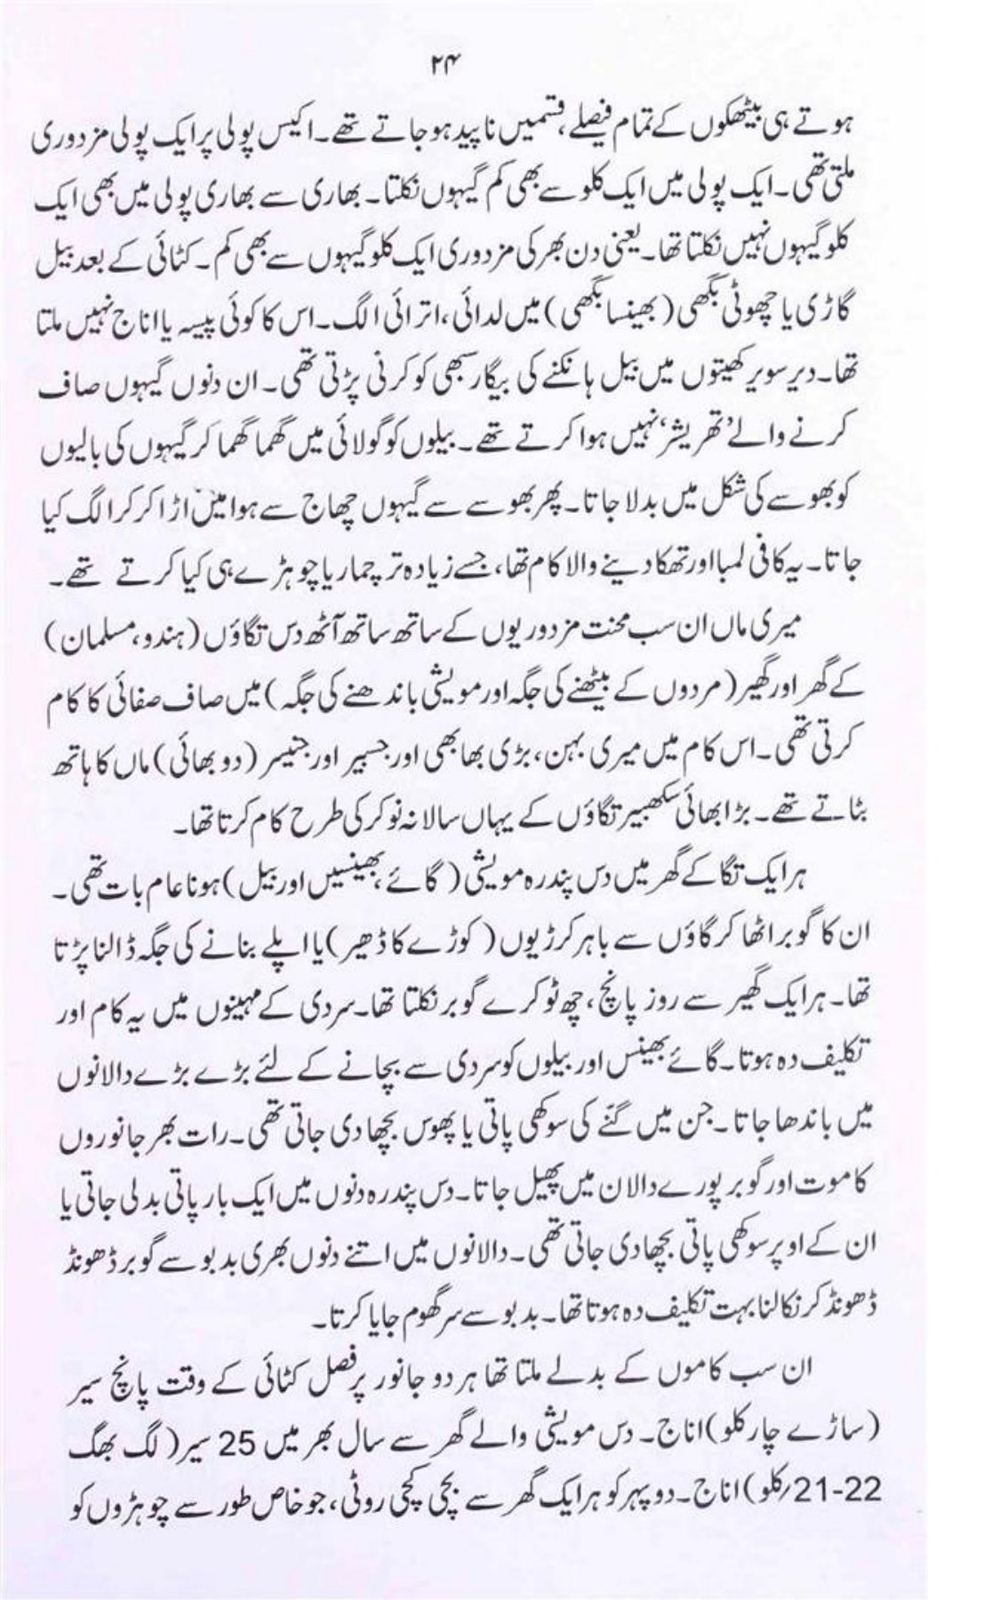 ۲۴
ہوتے ہی بیٹھکوں کے تمام فیصلے، قسمیں ناپید ہو جاتے تھے۔ اکیس پولی پر ایک پولی مزدوری
ملتی تھی۔ ایک پولی میں ایک کلو سے بھی کم گیہوں نکلتا۔ بھاری سے بھاری پولی میں بھی ایک
کلو گیہوں نہیں نکلتا تھا۔ یعنی دن بھر کی مزدوری ایک کلو گیہوں سے بھی کم۔ کٹائی کے بعد بیل
گاڑی یا چھوٹی بگھی (بھینسا بگھی) میں لدائی، اترائی الگ۔ اس کا کوئی پیسہ یا اناج نہیں ملتا
تھا۔ دیر سویر کھیتوں میں بیل ہانکنے کی بیگار سبھی کو کرنی پڑتی تھی۔ ان دنوں گیہوں صاف
کرنے والے ’تھریشر‘ نہیں ہوا کرتے تھے۔ بیلوں کو گولائی میں گھما گھما کر گیہوں کی بالیوں
کو بھوسے کی شکل میں بدلا جاتا۔ پھر بھوسے سے گیہوں چھاج سے ہوا میں اڑا کر کر الگ کیا
جاتا۔ یہ کافی لمبا اور تھکا دینے والا کام تھا، جسے زیادہ تر چمار یا چوہڑے ہی کیا کرتے تھے۔
میری ماں ان سب محنت مزدوریوں کے ساتھ ساتھ آٹھ دس تگاؤں (ہندو، مسلمان)
کے گھر اور گھیر (مردوں کے بیٹھنے کی جگہ اور مویشی باندھنے کی جگہ) میں صاف صفائی کا کام
کرتی تھی۔ اس کام میں میری بہن، بڑی بھابھی اور جسبیر اور جنیسر (دو بھائی) ماں کا ہاتھ
بٹاتے تھے۔ بڑا بھائی سکھبیر تگاؤں کے یہاں سالانہ نوکر کی طرح کام کرتا تھا۔
ہر ایک تگا کے گھر میں دس پندرہ مویشی (گائے، بھینسیں اور بیل) ہونا عام بات تھی۔
ان کا گوبر اٹھا کر گاؤں سے باہر کرڑیوں (کوڑے کا ڈھیر) یا اپلے بنانے کی جگہ ڈالنا پڑتا
تھا۔ ہر ایک گھیر سے روز پانچ، چھ ٹوکرے گوبر نکلتا تھا۔ سردی کے مہینوں میں یہ کام اور
تکلیف دہ ہوتا۔ گائے بھینس اور بیلوں کو سردی سے بچانے کے لئے بڑے بڑے دالانوں
میں باندھا جاتا۔ جن میں گنّے کی سوکھی پاتی یا پھوس بچھا دی جاتی تھی۔ رات بھر جانوروں
کا موت اور گوبر پورے دالان میں پھیل جاتا۔ دس پندرہ دنوں میں ایک بار پاتی بدلی جاتی یا
ان کے اوپر سوکھی پاتی بچھا دی جاتی تھی۔ دالانوں میں اتنے دنوں بھری بدبو سے گوبر ڈھونڈ
ڈھونڈ کر نکالنا بہت تکلیف دہ ہوتا تھا۔ بدبو سے سر گھوم جایا کرتا۔
ان سب کاموں کے بدلے ملتا تھا ہر دو جانور پر فصل کٹائی کے وقت پانچ سیر
(ساڑے چار کلو) اناج۔ دس مویشی والے گھر سے سال بھر میں 25 سیر (لگ بھگ
21-22؍کلو) اناج۔ دوپہر کو ہر ایک گھر سے بچی کچی روٹی، جو خاص طور سے چوہڑوں کو